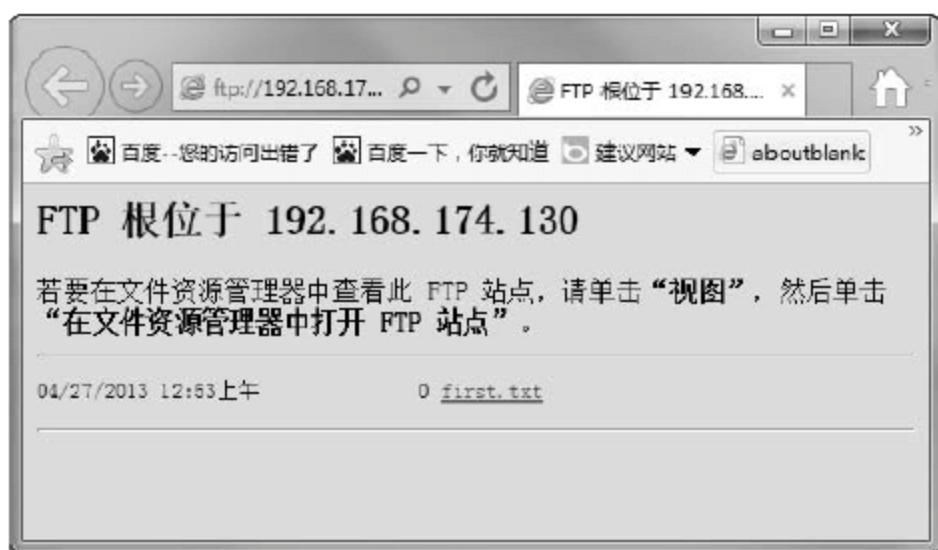 ftp://192.168.17...
FTP 根位于 192.168....
百度--您的访问出错了 百度一下，你就知道 建议网站 aboutblank
FTP 根位于 192.168.174.130
若要在文件资源管理器中查看此 FTP 站点，请单击“视图”，然后单击
“在文件资源管理器中打开 FTP 站点”。
04/27/2013 12:53上午 0 first.txt